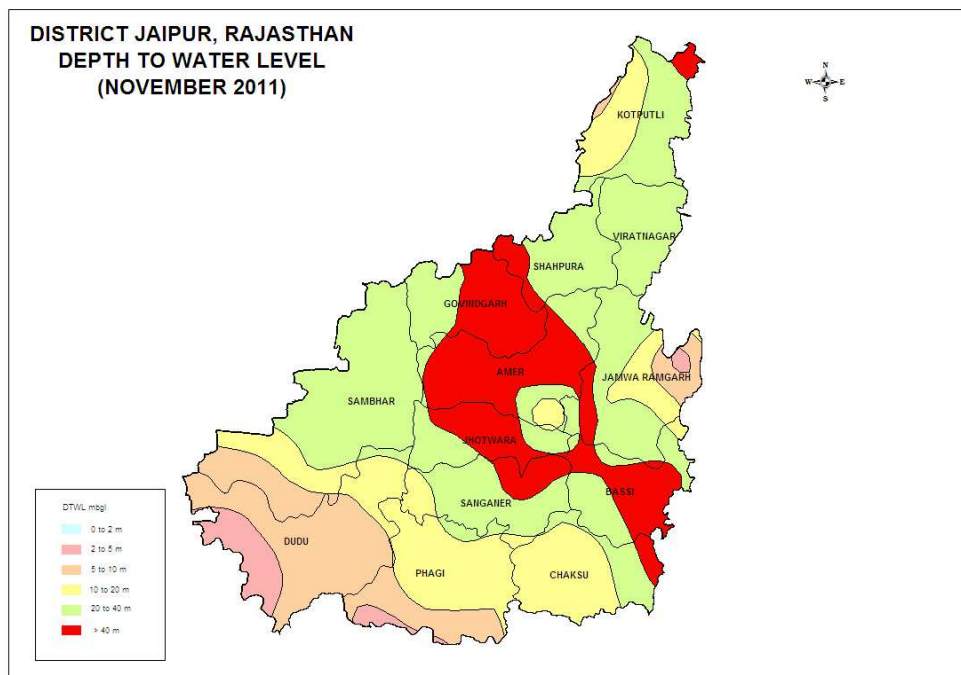 DISTRICT JAIPUR, RAJASTHAN
DEPTH TO WATER LEVEL
(NOVEMBER 2011)
N
W E
S
KOTPUTLI
VIRATNAGAR
SHAHPURA
GOVINDGARH
AMER
JAMWA RAMGARH
SAMBHAR
JHOTWARA
BASSI
SANGANER
DUDU
PHAGI
CHAKSU
DTWL mbgl
0 to 2 m
2 to 5 m
5 to 10 m
10 to 20 m
20 to 40 m
> 40 m